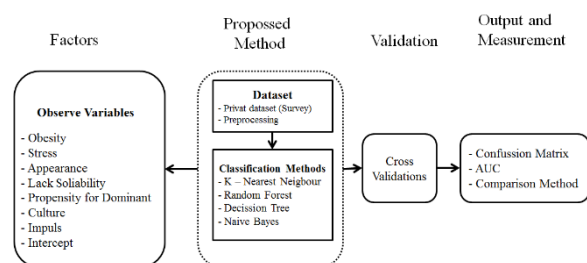 Factors
Propossed
Method
Validation
Output and
Measurement
Observe Variables
- Obesity
- Stress
- Appearance
- Lack Soliability
- Propensity for Dominant
- Culture
- Impuls
- Intercept
Dataset
- Privat dataset (Survey)
- Preprocessing
Classification Methods
- K – Nearest Neigbour
- Random Forest
- Decission Tree
- Naive Bayes
Cross
Validations
- Confussion Matrix
- AUC
- Comparison Method